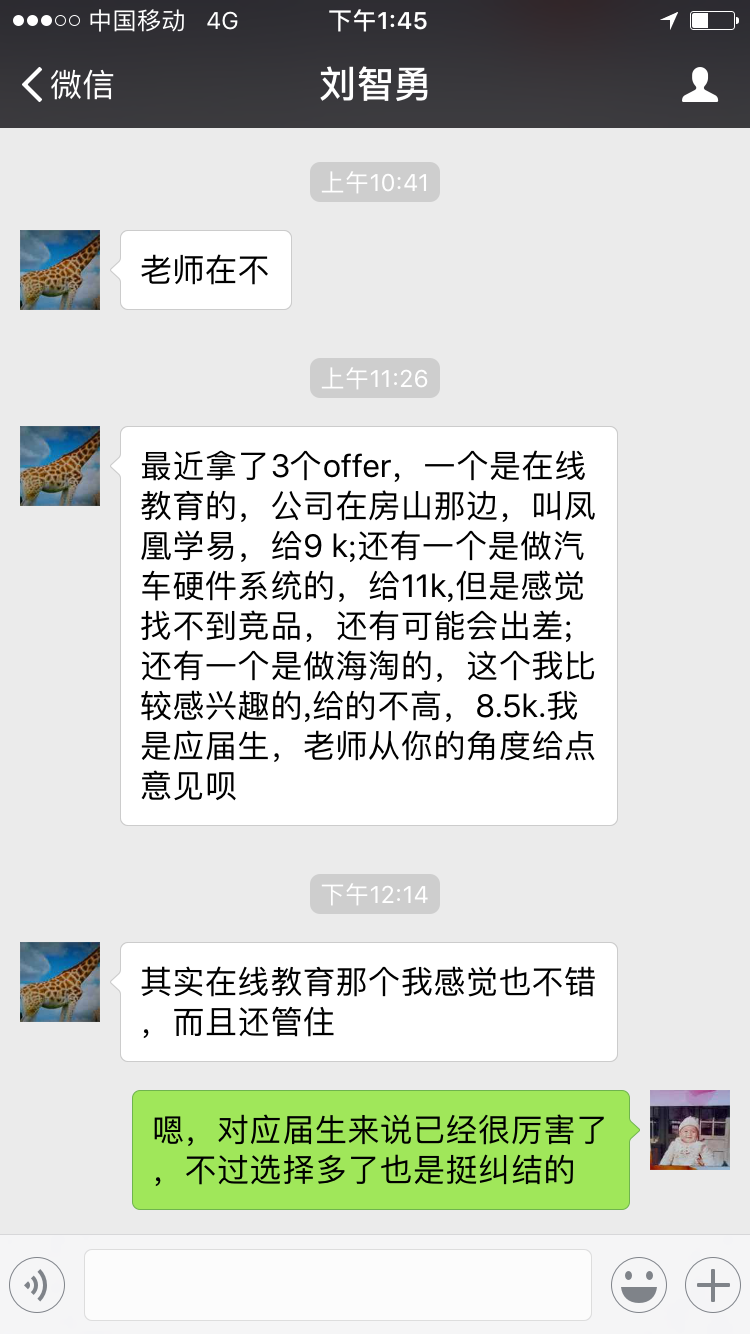 中国移动 4G 下午1:45
微信 刘智勇
上午10:41
老师在不
上午11:26
最近拿了3个offer，一个是在线
教育的，公司在房山那边，叫凤
凰学易，给9 k;还有一个是做汽
车硬件系统的，给11k,但是感觉
找不到竞品，还有可能会出差;
还有一个是做海淘的，这个我比
较感兴趣的,给的不高，8.5k.我
是应届生，老师从你的角度给点
意见呗
下午12:14
其实在线教育那个我感觉也不错
，而且还管住
嗯，对应届生来说已经很厉害了
，不过选择多了也是挺纠结的